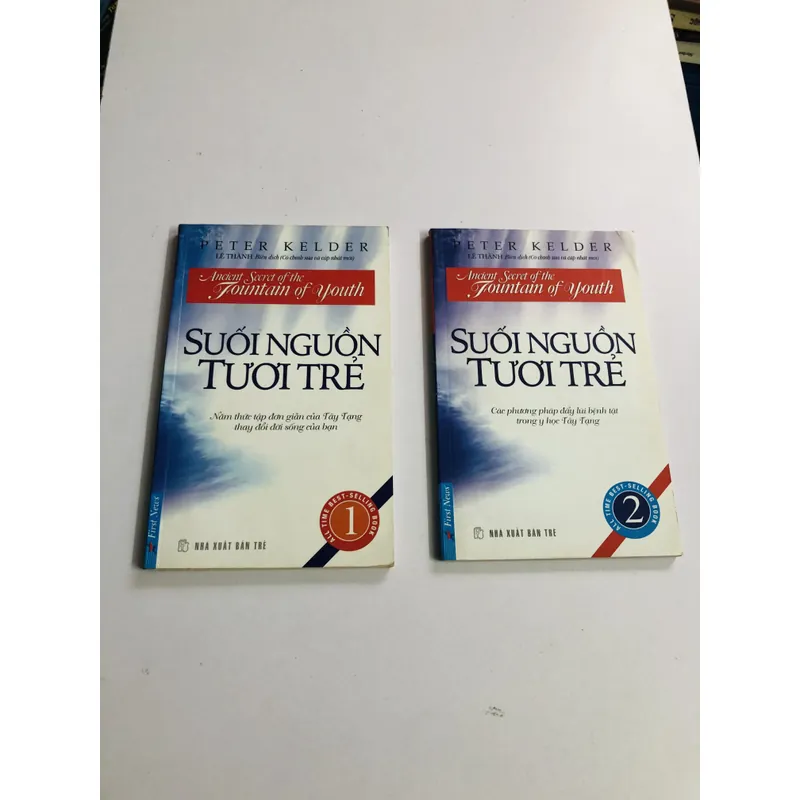 PETER KELDER
LÊ THÀNH Biên dịch (Có chỉnh sửa và cập nhật mới)
Ancient Secret of the
Fountain of Youth
SUỐI NGUỒN
TƯƠI TRẺ
Năm thức tập đơn giản của Tây Tạng
thay đổi đời sống của bạn
ALL TIME BEST-SELLING BOOK
1
First News
NHÀ XUẤT BẢN TRẺ
PETER KELDER
LÊ THÀNH Biên dịch (Có chỉnh sửa và cập nhật mới)
Ancient Secret of the
Fountain of Youth
SUỐI NGUỒN
TƯƠI TRẺ
Các phương pháp đẩy lùi bệnh tật
trong y học Tây Tạng
ALL TIME BEST-SELLING BOOK
2
First News
NHÀ XUẤT BẢN TRẺ